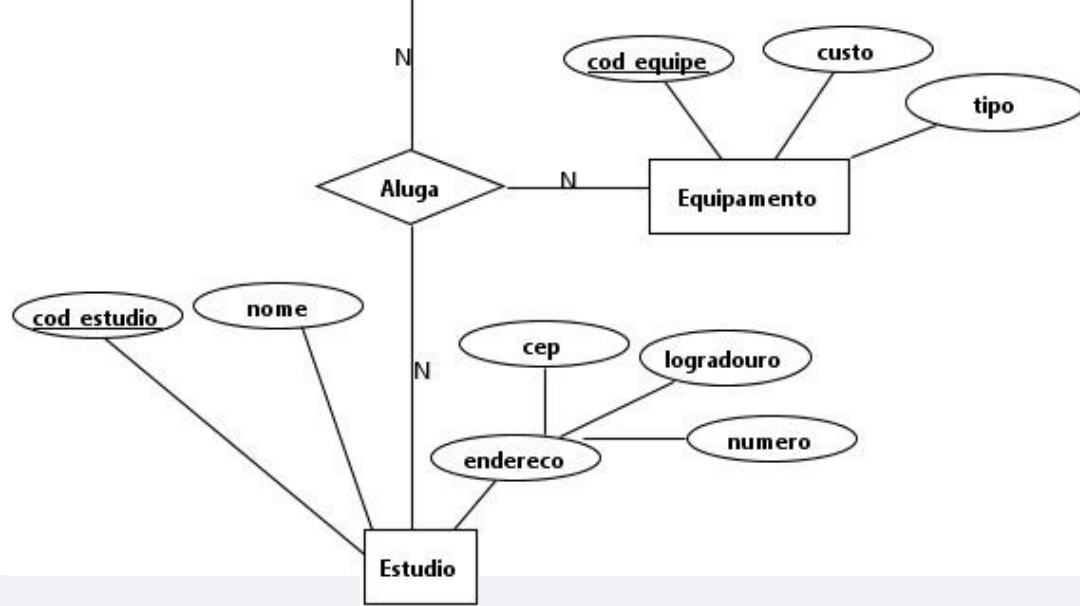 N
cod equipe
custo
tipo
Aluga
N
Equipamento
cod estudio
nome
N
cep
logradouro
endereco
numero
Estudio